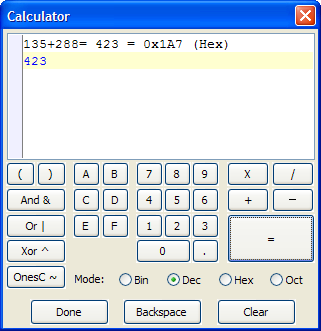 Calculator
135+288= 423 = 0x1A7 (Hex)
423
( ) A B 7 8 9 X /
And & C D 4 5 6 + −
Or | E F 1 2 3 =
Xor ^ 0 .
OnesC ~ Mode: Bin Dec Hex Oct
Done Backspace Clear